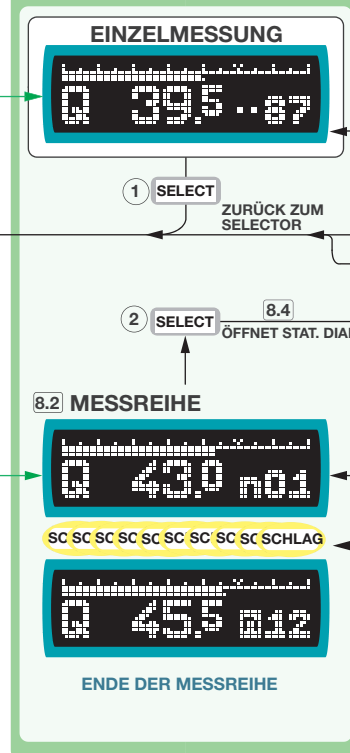 EINZELMESSUNG
Q 39.5 ··87
1 SELECT
ZURÜCK ZUM
SELECTOR
2 SELECT
8.4
ÖFFNET STAT. DIA
8.2 MESSREIHE
Q 43.0 n01
SC SC SC SC SC SC SC SC SC SCHLAG
Q 45.5 12
ENDE DER MESSREIHE